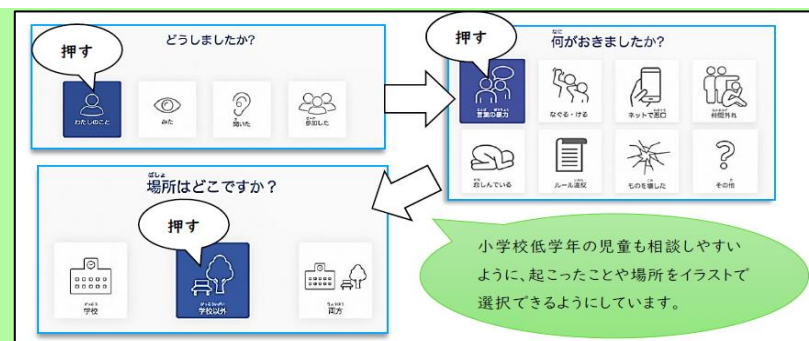 どうしましたか?
押す
わたしのこと
みた
聞いた
参加した
何がおきましたか?
押す
言葉の暴力
なぐる・ける
ネットで悪口
仲間外れ
悲しんでいる
ルール違反
ものを壊した
その他
場所はどこですか?
押す
学校
学校以外
両方
小学校低学年の児童も相談しやすい
ように、起こったことや場所をイラストで
選択できるようにしています。